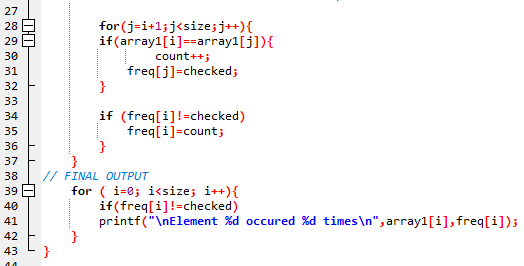 27
28 for(j=i+1;j<size;j++){
29 if(array1[i]==array1[j]){
30 count++;
31 freq[j]=checked;
32 }
33
34 if (freq[i]!=checked)
35 freq[i]=count;
36 }
37 }
38 // FINAL OUTPUT
39 for ( i=0; i<size; i++){
40 if(freq[i]!=checked)
41 printf("\nElement %d occured %d times\n",array1[i],freq[i]);
42 }
43 }